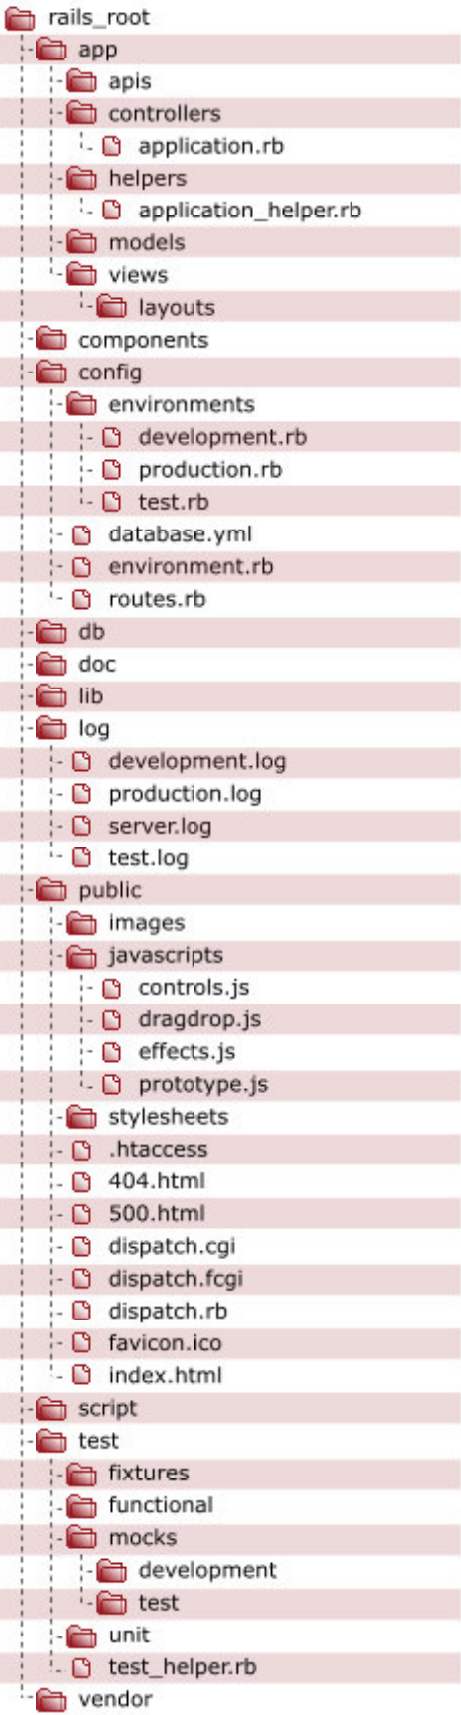 rails_root
app
apis
controllers
application.rb
helpers
application_helper.rb
models
views
layouts
components
config
environments
development.rb
production.rb
test.rb
database.yml
environment.rb
routes.rb
db
doc
lib
log
development.log
production.log
server.log
test.log
public
images
javascripts
controls.js
dragdrop.js
effects.js
prototype.js
stylesheets
.htaccess
404.html
500.html
dispatch.cgi
dispatch.fcgi
dispatch.rb
favicon.ico
index.html
script
test
fixtures
functional
mocks
development
test
unit
test_helper.rb
vendor